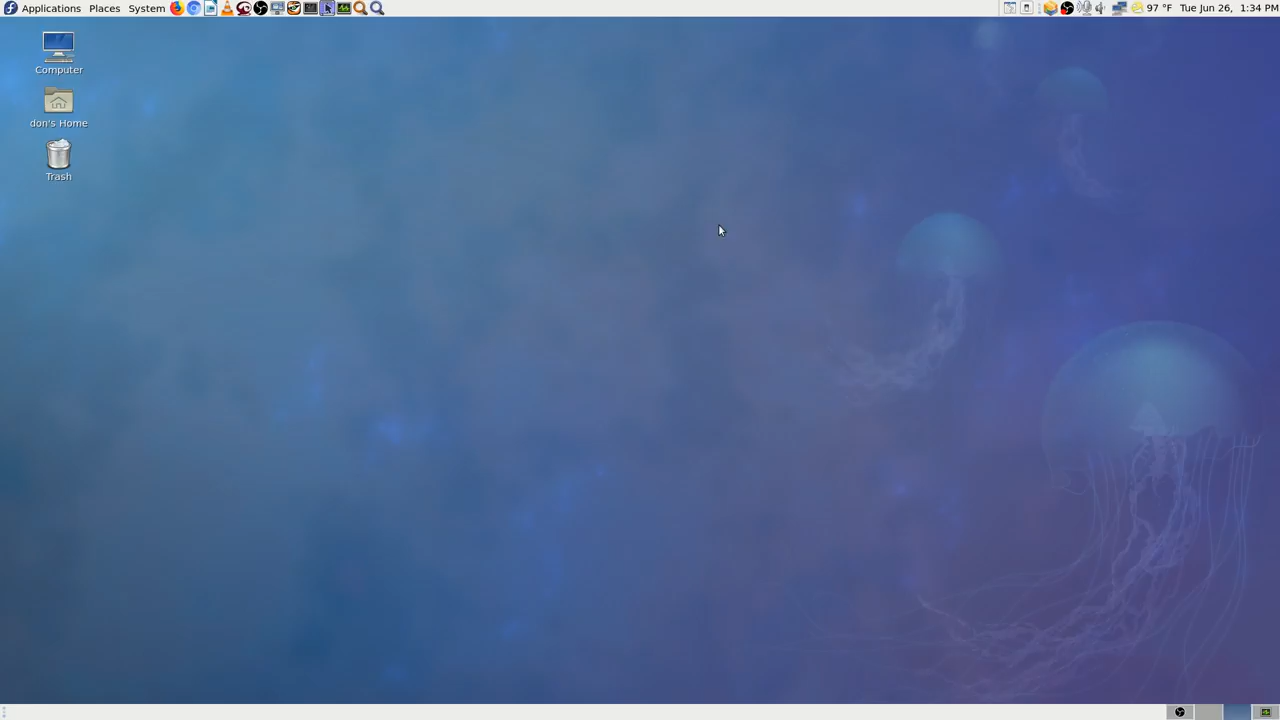 Applications Places System 97 °F Tue Jun 26, 1:34 PM
Computer
don's Home
Trash